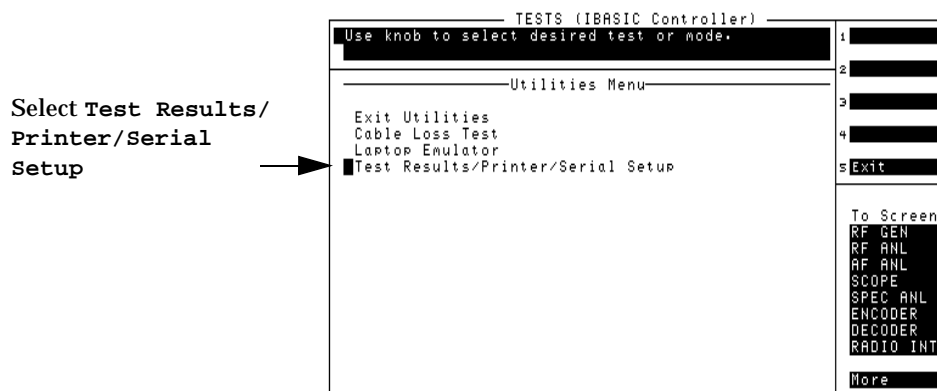 TESTS (IBASIC Controller)
Use knob to select desired test or mode.
Utilities Menu
Select Test Results/
Printer/Serial
Setup
Exit Utilities
Cable Loss Test
Laptop Emulator
Test Results/Printer/Serial Setup
1
2
3
4
5 Exit
To Screen
RF GEN
RF ANL
AF ANL
SCOPE
SPEC ANL
ENCODER
DECODER
RADIO INT
More